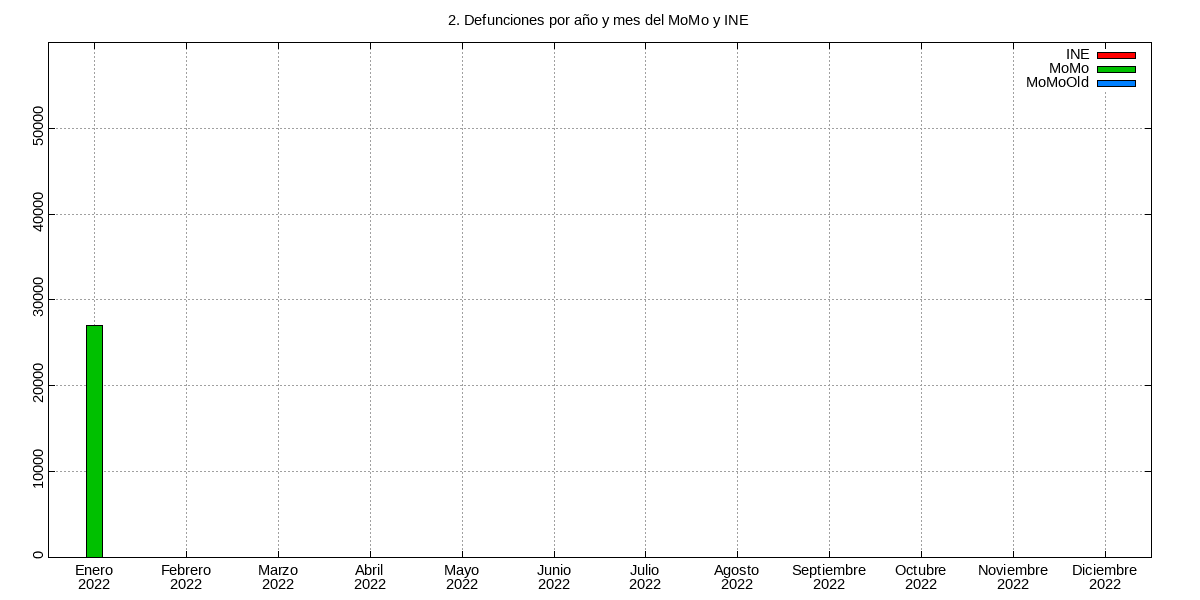 2. Defunciones por año y mes del MoMo y INE
INE
MoMo
MoMoOld
50000
40000
30000
20000
10000
0
Enero Febrero Marzo Abril Mayo Junio Julio Agosto Septiembre Octubre Noviembre Diciembre
2022 2022 2022 2022 2022 2022 2022 2022 2022 2022 2022 2022